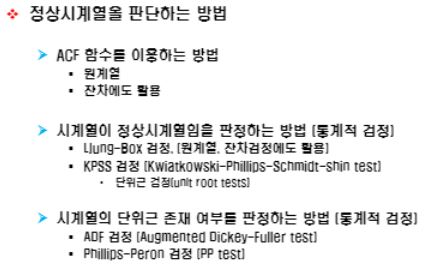 정상시계열을 판단하는 방법
ACF 함수를 이용하는 방법
원계열
잔차에도 활용
시계열이 정상시계열임을 판정하는 방법 (통계적 검정)
Ljung-Box 검정, (원계열, 잔차검정에도 활용)
KPSS 검정 (Kwiatkowski-Phillips-Schmidt-shin test)
단위근 검정(unit root tests)
시계열의 단위근 존재 여부를 판정하는 방법 (통계적 검정)
ADF 검정 (Augmented Dickey-Fuller test)
Phillips-Peron 검정 (PP test)